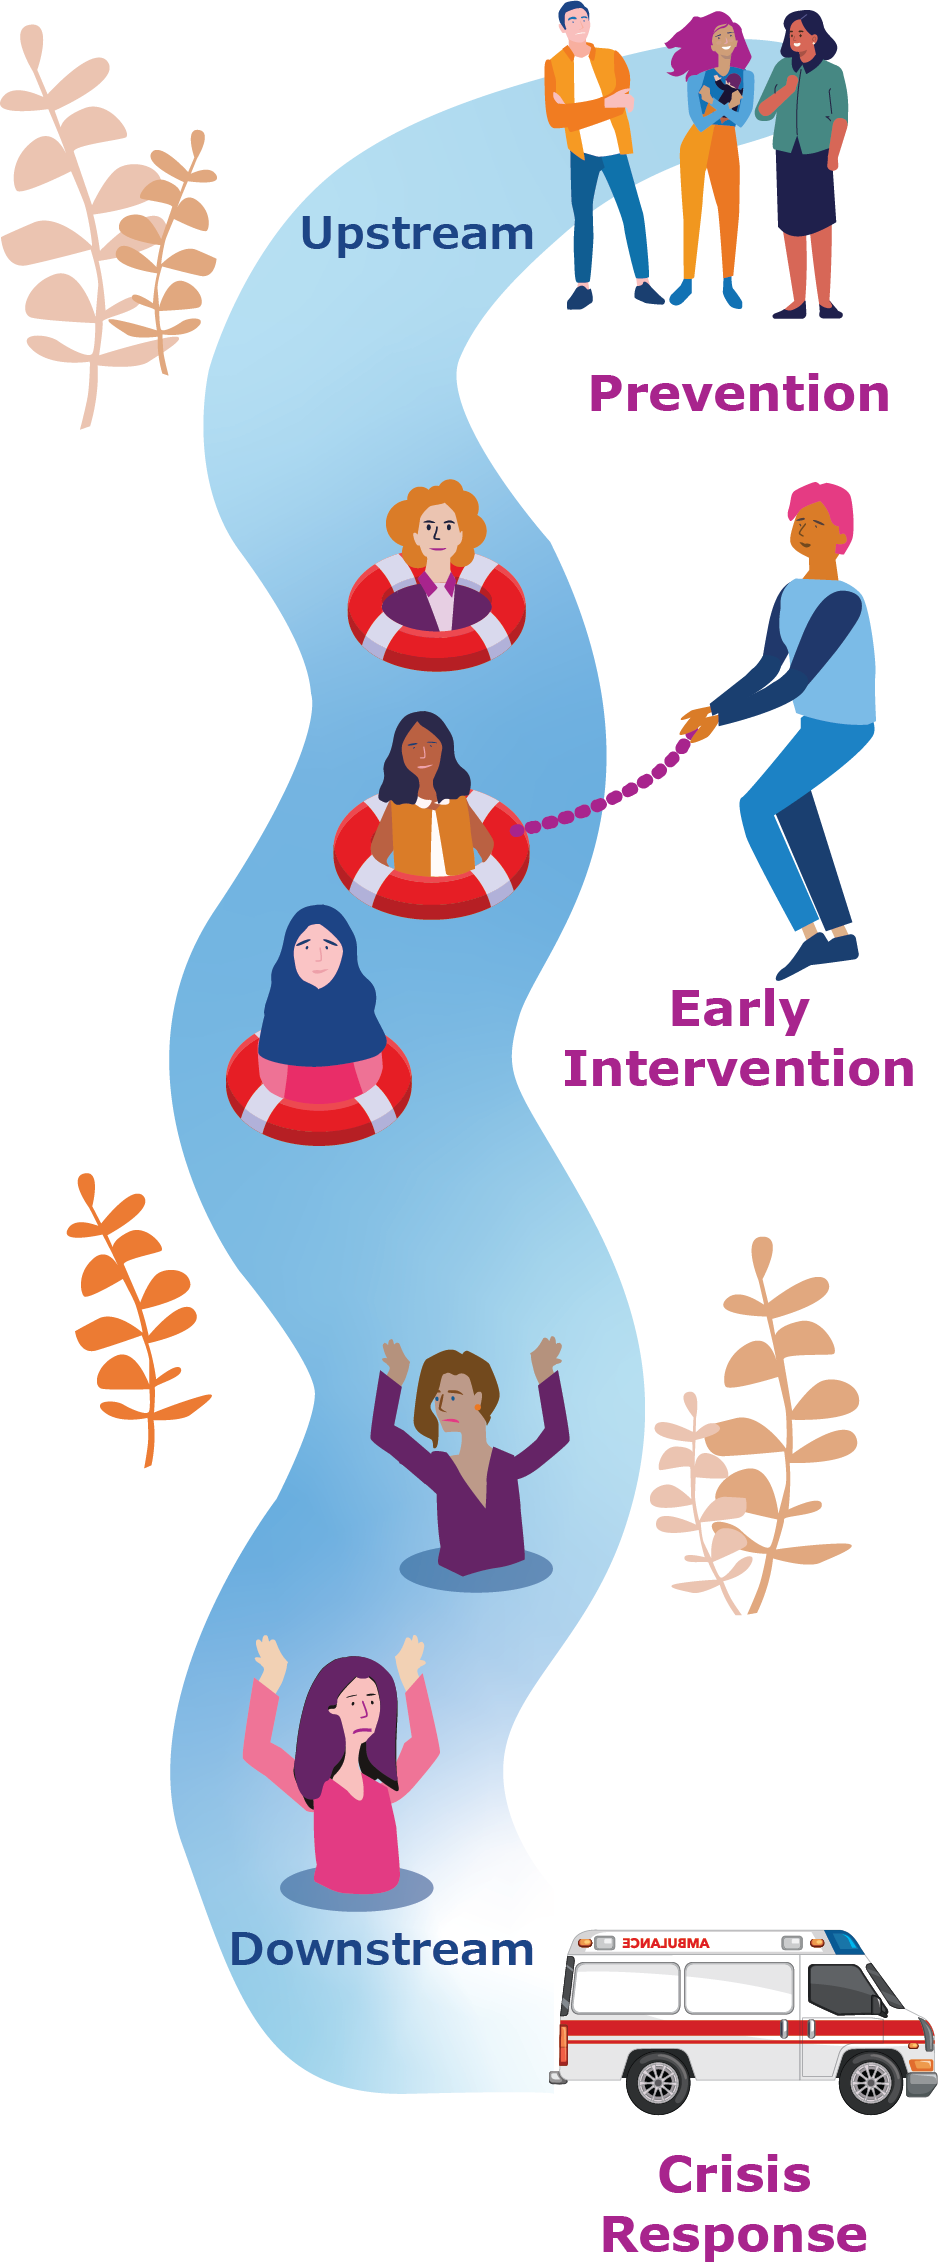 Upstream
Prevention
Early
Intervention
Downstream
AMBULANCE
Crisis
Response